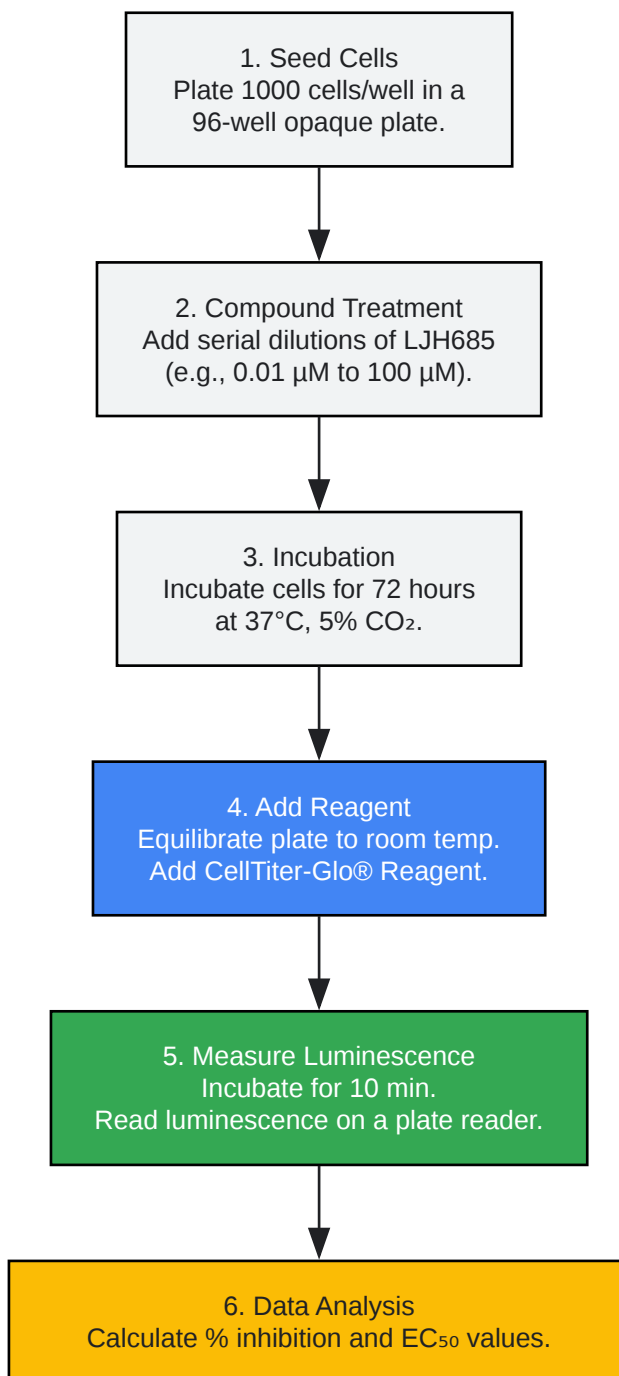 1. Seed Cells
Plate 1000 cells/well in a
96-well opaque plate.
2. Compound Treatment
Add serial dilutions of LJH685
(e.g., 0.01 µM to 100 µM).
3. Incubation
Incubate cells for 72 hours
at 37°C, 5% CO₂.
4. Add Reagent
Equilibrate plate to room temp.
Add CellTiter-Glo® Reagent.
5. Measure Luminescence
Incubate for 10 min.
Read luminescence on a plate reader.
6. Data Analysis
Calculate % inhibition and EC₅₀ values.